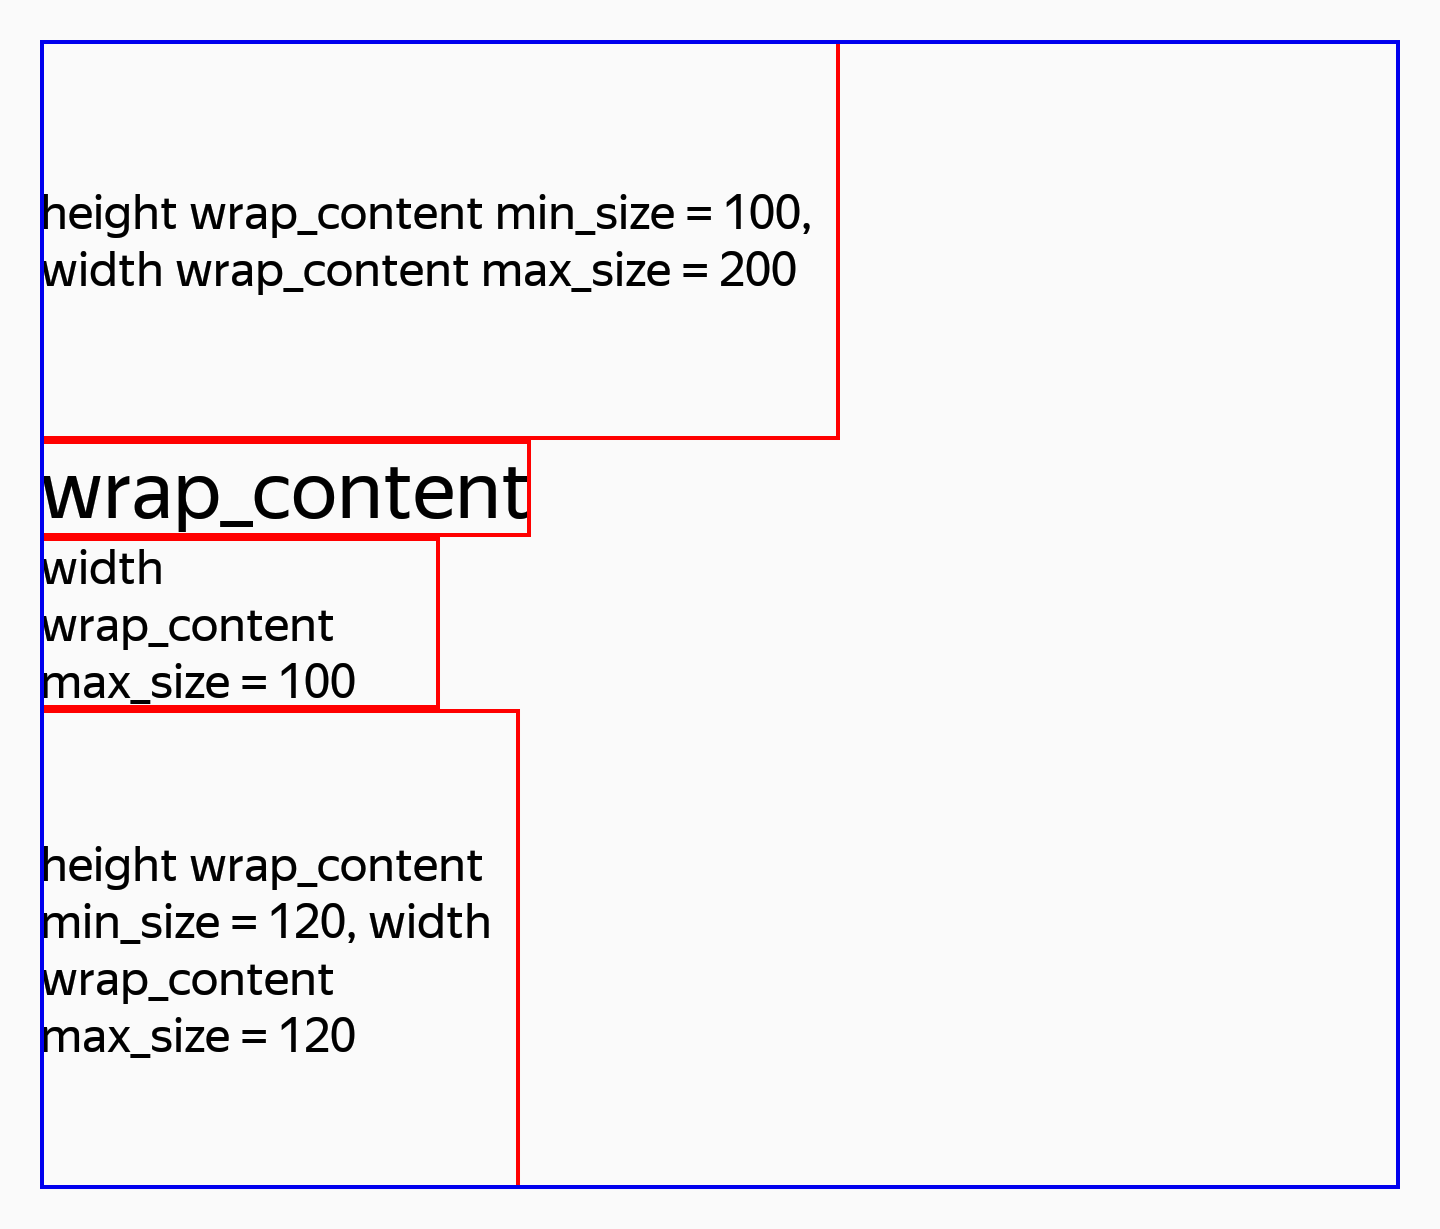 height wrap_content min_size = 100,
width wrap_content max_size = 200
wrap_content
width
wrap_content
max_size = 100
height wrap_content
min_size = 120, width
wrap_content
max_size = 120